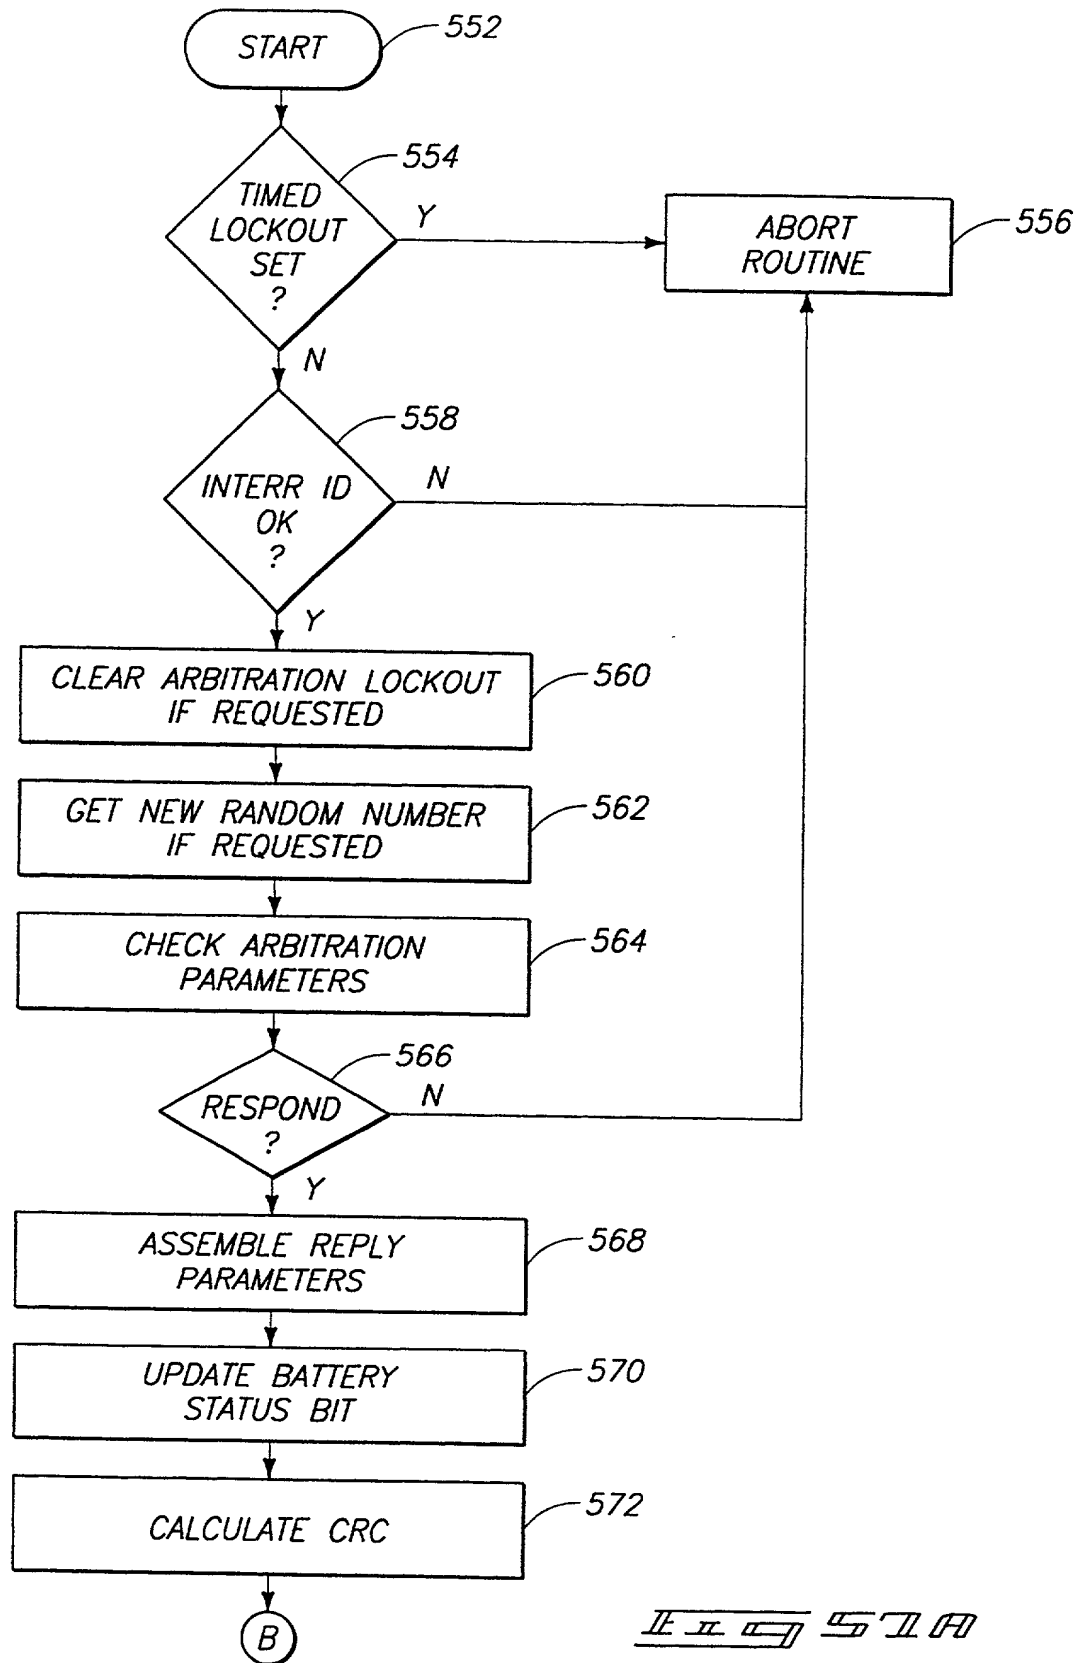 START
552
TIMED
LOCKOUT
SET
?
554
Y
ABORT
ROUTINE
556
N
INTERR ID
OK
?
558
N
Y
CLEAR ARBITRATION LOCKOUT
IF REQUESTED
560
GET NEW RANDOM NUMBER
IF REQUESTED
562
CHECK ARBITRATION
PARAMETERS
564
RESPOND
?
566
N
Y
ASSEMBLE REPLY
PARAMETERS
568
UPDATE BATTERY
STATUS BIT
570
CALCULATE CRC
572
B
FIG 57A